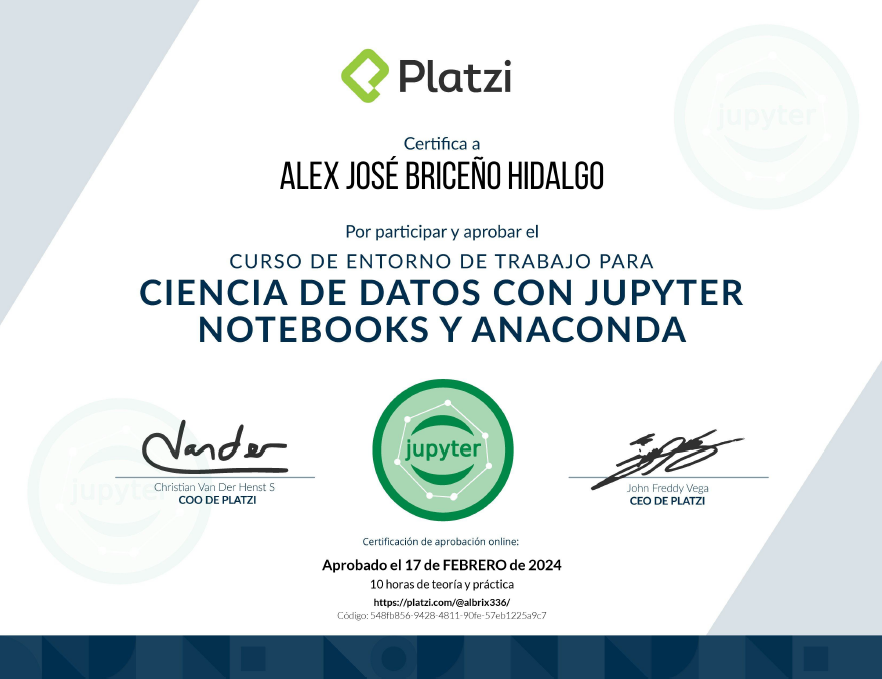 Platzi
jupyter
Certifica a
ALEX JOSÉ BRICEÑO HIDALGO
Por participar y aprobar el
CURSO DE ENTORNO DE TRABAJO PARA
CIENCIA DE DATOS CON JUPYTER
NOTEBOOKS Y ANACONDA
Vander
jupyter
jupyter
Christian Van Der Henst S
COO DE PLATZI
John Freddy Vega
CEO DE PLATZI
Certificación de aprobación online:
Aprobado el 17 de FEBRERO de 2024
10 horas de teoría y práctica
https://platzi.com/@albrix336/
Código: 548fb856-9428-4811-90fe-57eb1225a9c7